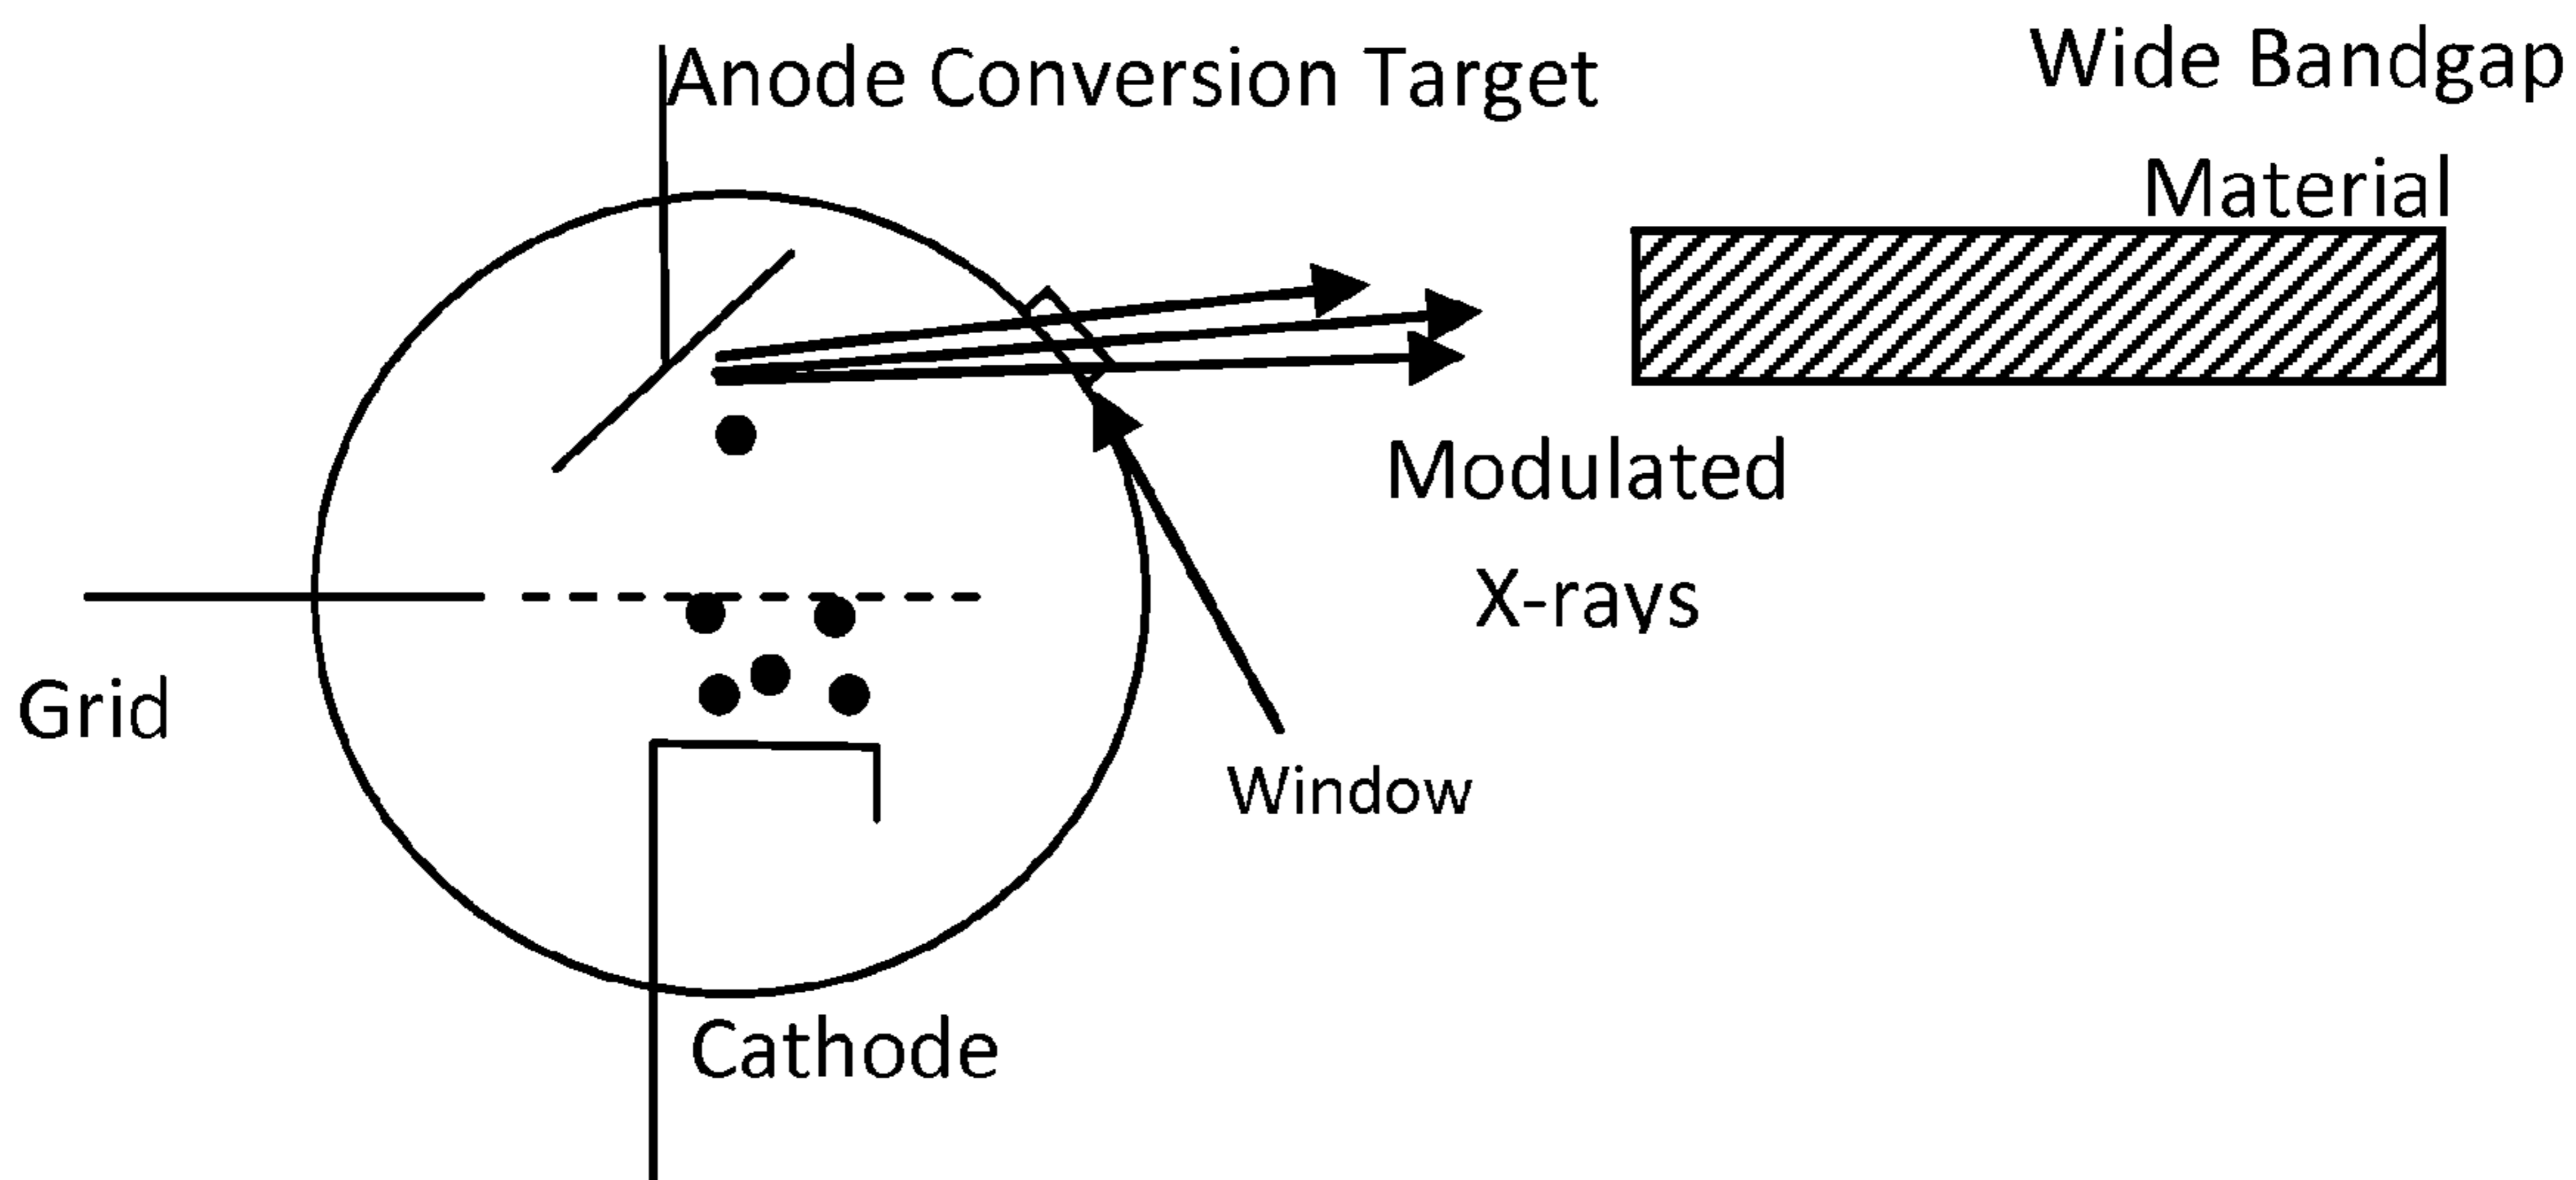 Anode Conversion Target
Wide Bandgap
Material
Modulated
X-rays
Grid
Window
Cathode